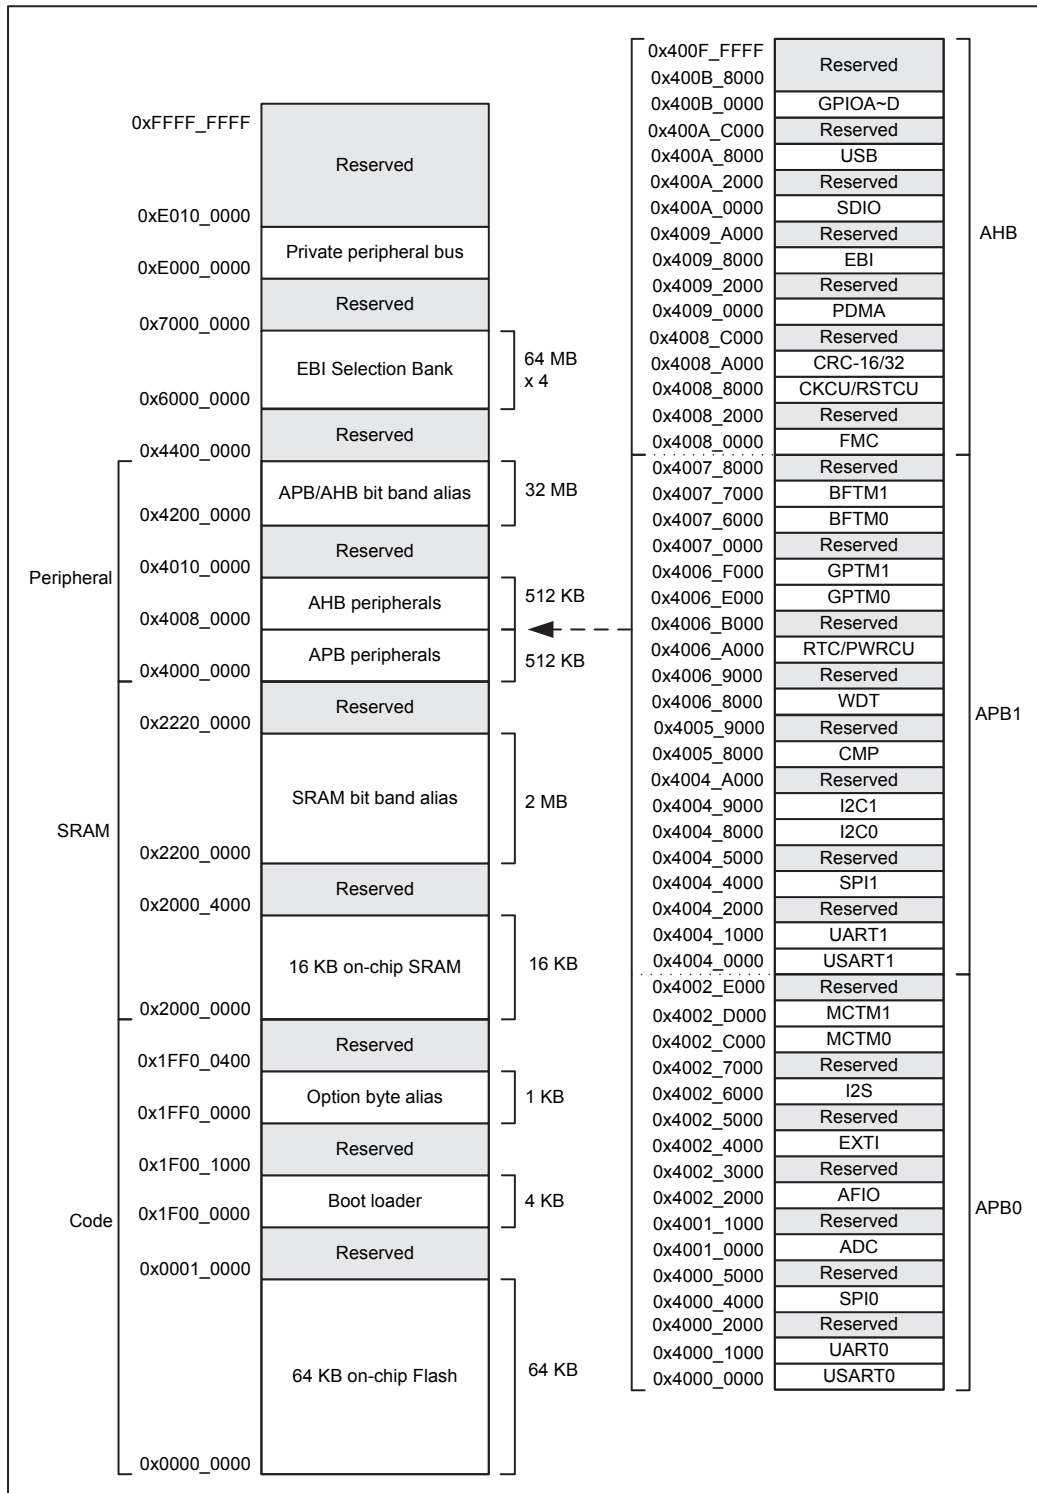 0xFFFF_FFFF
Reserved
0xE010_0000
Private peripheral bus
0xE000_0000
Reserved
0x7000_0000
EBI Selection Bank
64 MB
x 4
0x6000_0000
Reserved
0x4400_0000
APB/AHB bit band alias
32 MB
0x4200_0000
Reserved
0x4010_0000
Peripheral
AHB peripherals
512 KB
0x4008_0000
APB peripherals
512 KB
0x4000_0000
Reserved
0x2220_0000
SRAM bit band alias
2 MB
SRAM
0x2200_0000
Reserved
0x2000_4000
16 KB on-chip SRAM
16 KB
0x2000_0000
Reserved
0x1FF0_0400
Option byte alias
1 KB
0x1FF0_0000
Reserved
0x1F00_1000
Boot loader
4 KB
Code
0x1F00_0000
Reserved
0x0001_0000
64 KB on-chip Flash
64 KB
0x0000_0000
0x400F_FFFF
Reserved
0x400B_8000
0x400B_0000 GPIOA~D
0x400A_C000 Reserved
0x400A_8000 USB
0x400A_2000 Reserved
0x400A_0000 SDIO
0x4009_A000 Reserved
AHB
0x4009_8000 EBI
0x4009_2000 Reserved
0x4009_0000 PDMA
0x4008_C000 Reserved
0x4008_A000 CRC-16/32
0x4008_8000 CKCU/RSTCU
0x4008_2000 Reserved
0x4008_0000 FMC
0x4007_8000 Reserved
0x4007_7000 BFTM1
0x4007_6000 BFTM0
0x4007_0000 Reserved
0x4006_F000 GPTM1
0x4006_E000 GPTM0
0x4006_B000 Reserved
0x4006_A000 RTC/PWRCU
0x4006_9000 Reserved
0x4006_8000 WDT
APB1
0x4005_9000 Reserved
0x4005_8000 CMP
0x4004_A000 Reserved
0x4004_9000 I2C1
0x4004_8000 I2C0
0x4004_5000 Reserved
0x4004_4000 SPI1
0x4004_2000 Reserved
0x4004_1000 UART1
0x4004_0000 USART1
0x4002_E000 Reserved
0x4002_D000 MCTM1
0x4002_C000 MCTM0
0x4002_7000 Reserved
0x4002_6000 I2S
0x4002_5000 Reserved
0x4002_4000 EXTI
0x4002_3000 Reserved
0x4002_2000 AFIO
APB0
0x4001_1000 Reserved
0x4001_0000 ADC
0x4000_5000 Reserved
0x4000_4000 SPI0
0x4000_2000 Reserved
0x4000_1000 UART0
0x4000_0000 USART0